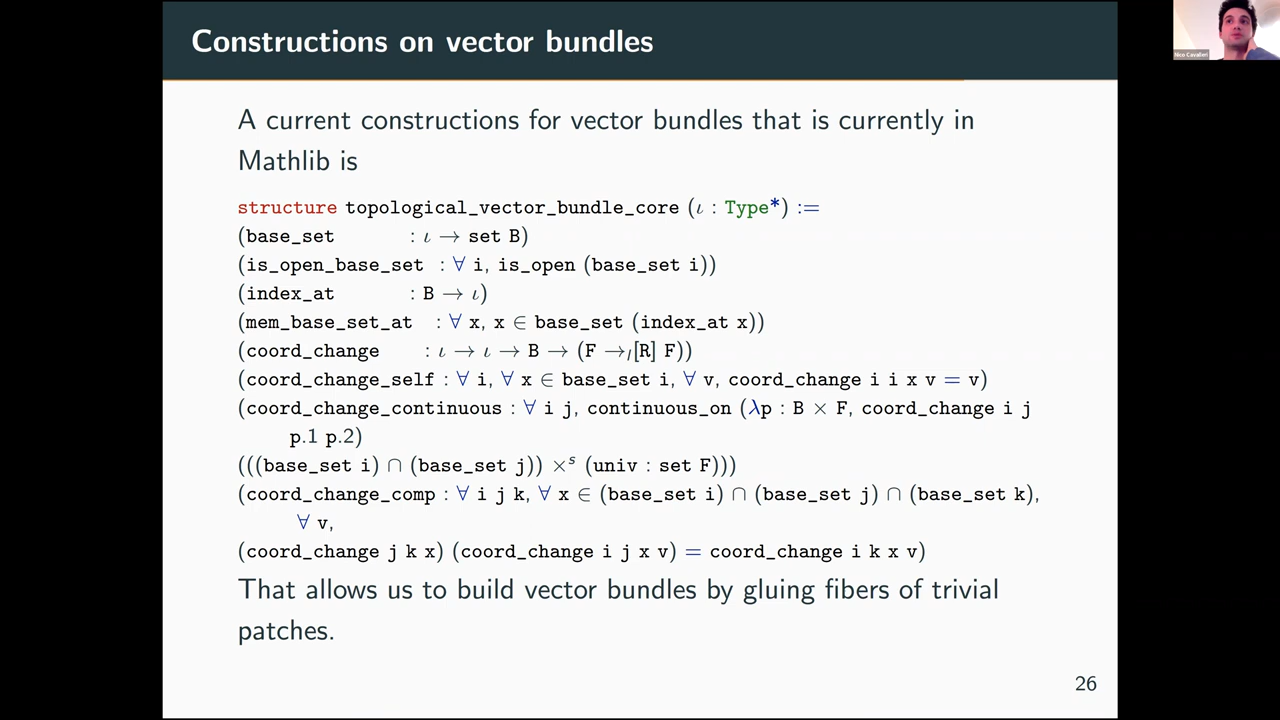 Constructions on vector bundles
Nico Cavalleri
A current constructions for vector bundles that is currently in
Mathlib is
structure topological_vector_bundle_core (ι : Type*) :=
(base_set : ι → set B)
(is_open_base_set : ∀ i, is_open (base_set i))
(index_at : B → ι)
(mem_base_set_at : ∀ x, x ∈ base_set (index_at x))
(coord_change : ι → ι → B → (F →ₗ[R] F))
(coord_change_self : ∀ i, ∀ x ∈ base_set i, ∀ v, coord_change i i x v = v)
(coord_change_continuous : ∀ i j, continuous_on (λp : B × F, coord_change i j
p.1 p.2)
(((base_set i) ∩ (base_set j)) ×ˢ (univ : set F)))
(coord_change_comp : ∀ i j k, ∀ x ∈ (base_set i) ∩ (base_set j) ∩ (base_set k),
∀ v,
(coord_change j k x) (coord_change i j x v) = coord_change i k x v)
That allows us to build vector bundles by gluing fibers of trivial
patches.
26